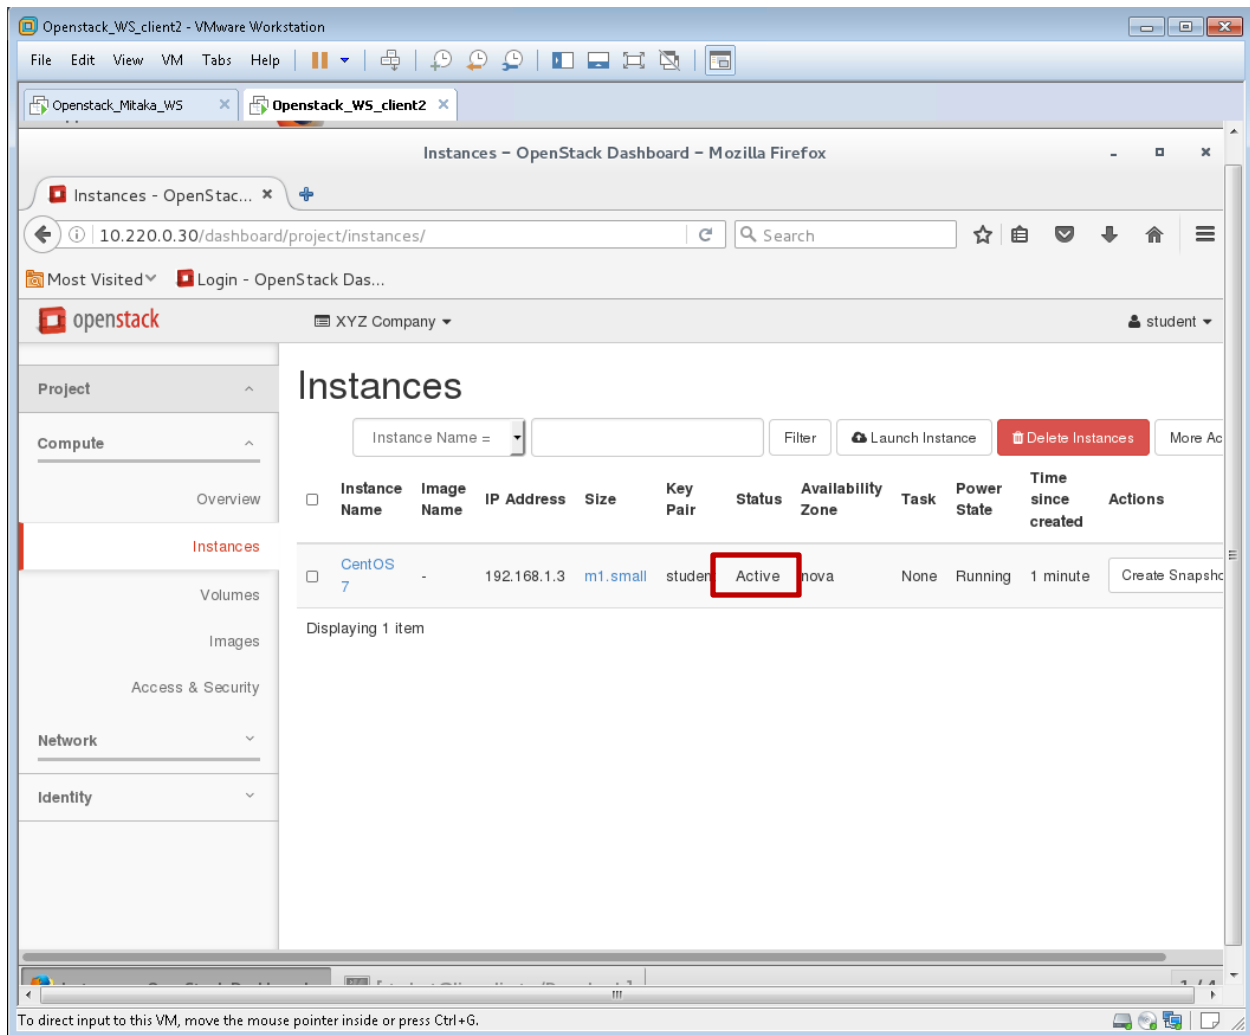 Openstack_WS_client2 - VMware Workstation
File Edit View VM Tabs Help
Openstack_Mitaka_WS
Openstack_WS_client2
Instances - OpenStack Dashboard - Mozilla Firefox
Instances - OpenStac...
10.220.0.30/dashboard/project/instances/
Search
Most Visited
Login - OpenStack Das...
openstack
XYZ Company
student
Project
Compute
Overview
Instances
Volumes
Images
Access & Security
Network
Identity
Instances
Instance Name =
Filter
Launch Instance
Delete Instances
More Ac
Instance Name
Image Name
IP Address
Size
Key Pair
Status
Availability Zone
Task
Power State
Time since created
Actions
CentOS 7
-
192.168.1.3
m1.small
studen
Active
nova
None
Running
1 minute
Create Snapsho
Displaying 1 item
To direct input to this VM, move the mouse pointer inside or press Ctrl+G.